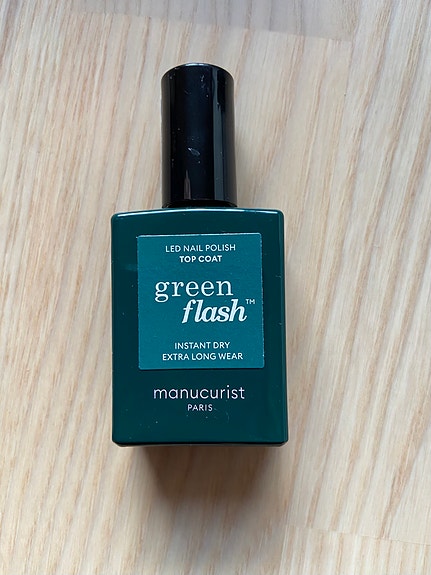 LED NAIL POLISH
TOP COAT
green
flash™
INSTANT DRY
EXTRA LONG WEAR
manucurist
PARIS